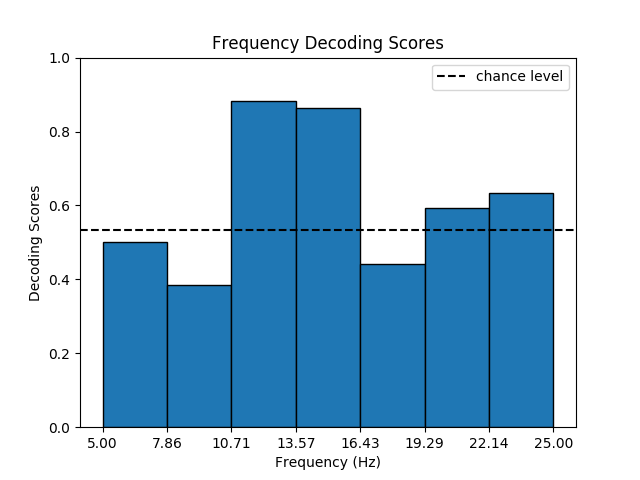 Frequency Decoding Scores
chance level
1.0
0.8
0.6
0.4
0.2
0.0
Decoding Scores
5.00 7.86 10.71 13.57 16.43 19.29 22.14 25.00
Frequency (Hz)